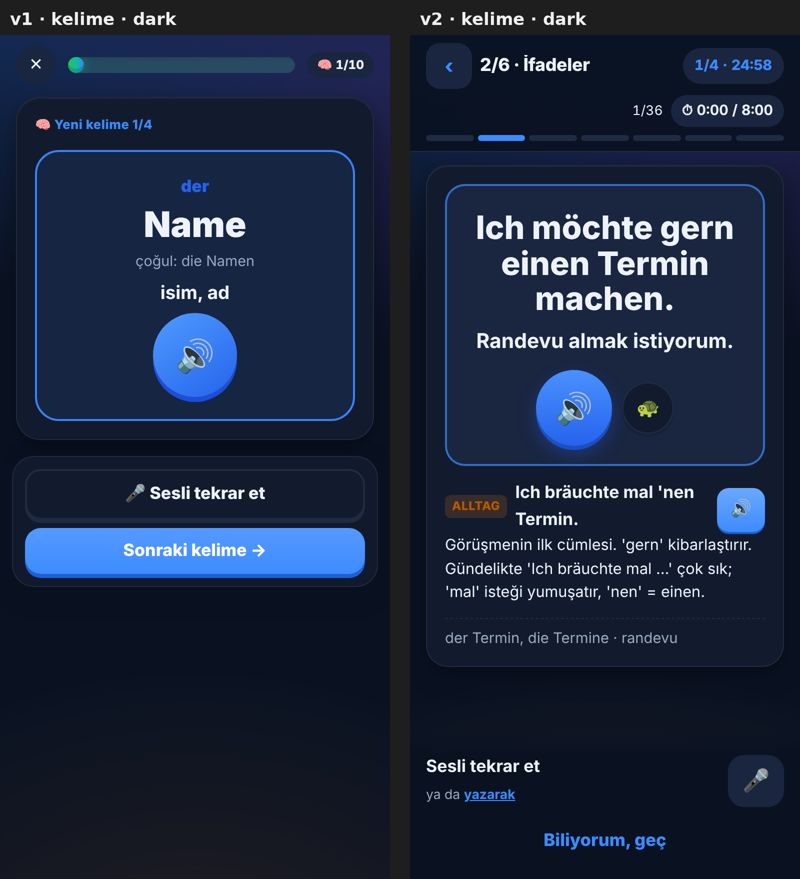 v1 · kelime · dark
✕
🧠 1/10
🧠 Yeni kelime 1/4
der
Name
çoğul: die Namen
isim, ad
🎤 Sesli tekrar et
Sonraki kelime →
v2 · kelime · dark
‹ 2/6 · İfadeler
1/4 · 24:58
1/36
⏱ 0:00 / 8:00
Ich möchte gern
einen Termin
machen.
Randevu almak istiyorum.
ALLTAG
Ich bräuchte mal 'nen
Termin.
Görüşmenin ilk cümlesi. 'gern' kibarlaştırır.
Gündelikte 'Ich bräuchte mal ...' çok sık;
'mal' isteği yumuşatır, 'nen' = einen.
der Termin, die Termine · randevu
Sesli tekrar et
ya da yazarak
Biliyorum, geç